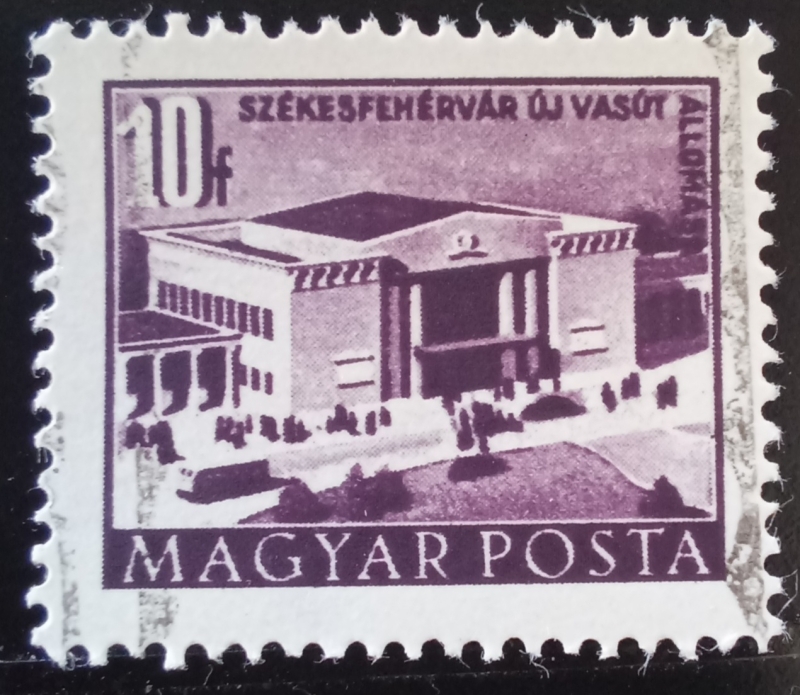 10f
SZÉKESFEHÉRVÁR ÚJ VASÚT
ÁLLOMÁS
MAGYAR POSTA